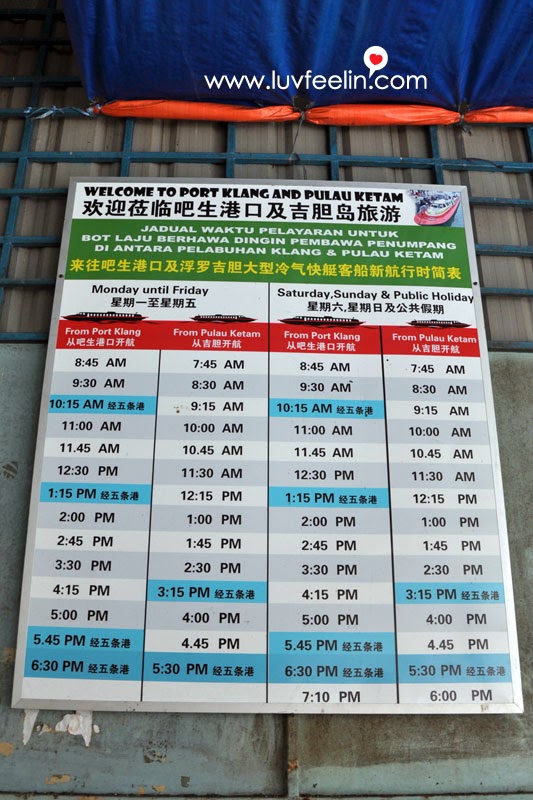 www.luvfeelin.com
WELCOME TO PORT KLANG AND PULAU KETAM
欢迎莅临吧生港口及吉胆岛旅游
JADUAL WAKTU PELAYARAN UNTUK
BOT LAJU BERHAWA DINGIN PEMBAWA PENUMPANG
DI ANTARA PELABUHAN KLANG & PULAU KETAM
来往吧生港口及浮罗吉胆大型冷气快艇客船新航行时简表
Monday until Friday Saturday,Sunday & Public Holiday
星期一至星期五 星期六,星期日及公共假期
From Port Klang From Pulau Ketam From Port Klang From Pulau Ketam
从吧生港口开航 从吉胆开航 从吧生港口开航 从吉胆开航
8:45 AM 7:45 AM 8:45 AM 7:45 AM
9:30 AM 8:30 AM 9:30 AM 8:30 AM
10:15 AM 经五条港 9:15 AM 10:15 AM 经五条港 9:15 AM
11:00 AM 10:00 AM 11:00 AM 10:00 AM
11.45 AM 10.45 AM 11.45 AM 10.45 AM
12:30 PM 11:30 AM 12:30 PM 11:30 AM
1:15 PM 经五条港 12:15 PM 1:15 PM 经五条港 12:15 PM
2:00 PM 1:00 PM 2:00 PM 1:00 PM
2:45 PM 1:45 PM 2:45 PM 1:45 PM
3:30 PM 2:30 PM 3:30 PM 2:30 PM
4:15 PM 3:15 PM 经五条港 4:15 PM 3:15 PM 经五条港
5:00 PM 4:00 PM 5:00 PM 4:00 PM
5.45 PM 经五条港 4.45 PM 5.45 PM 经五条港 4.45 PM
6:30 PM 经五条港 5:30 PM 经五条港 6:30 PM 经五条港 5:30 PM 经五条港
7:10 PM 6:00 PM